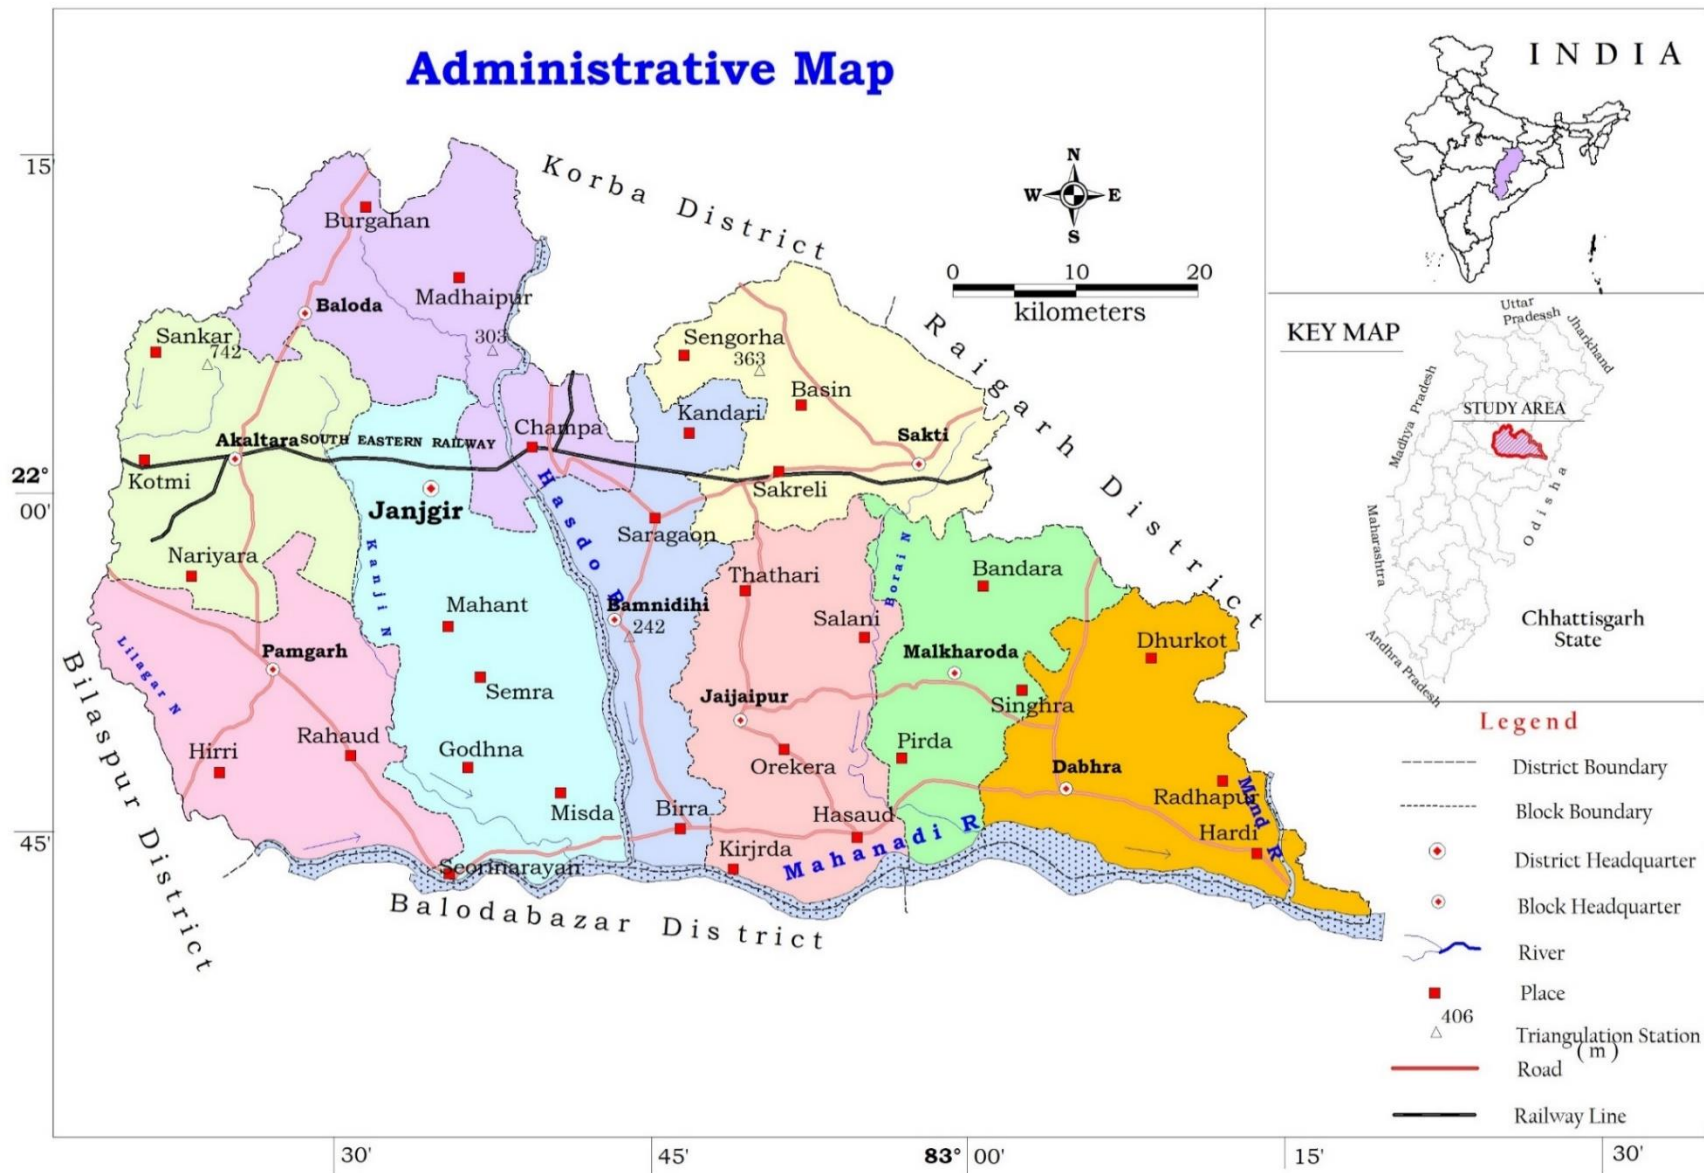 Administrative Map
INDIA
N
W E
S
0 10 20
kilometers
Korba District
Raigarh District
Bilaspur District
Balodabazar District
15'
22°
00'
45'
30'
45'
83° 00'
15'
30'
Burgahan
Madhaipur
Baloda
303
Sankar
742
Akaltara
SOUTH EASTERN RAILWAY
Champa
Kotmi
Janjgir
Nariyara
Kanji N
Hasdo R
Sengorha
363
Basin
Kandari
Sakti
Sakreli
Saragaon
Thathari
Borai N
Bandara
Mahant
Bamnidihi
242
Salani
Malkharoda
Dhurkot
Lilagar N
Pamgarh
Semra
Jaijaipur
Singhra
Hirri
Rahaud
Godhna
Orekera
Pirda
Dabhra
Misda
Birra
Hasaud
Radhapur
Mand R
Hardi
Kirjrda
Mahanadi R
Seorinarayan
KEY MAP
Uttar
Pradessh
Jharkhand
Madhya Pradesh
STUDY AREA
Odisha
Maharashtra
Andhra Pradesh
Chhattisgarh
State
Legend
District Boundary
Block Boundary
District Headquarter
Block Headquarter
River
Place
406
Triangulation Station
(m)
Road
Railway Line